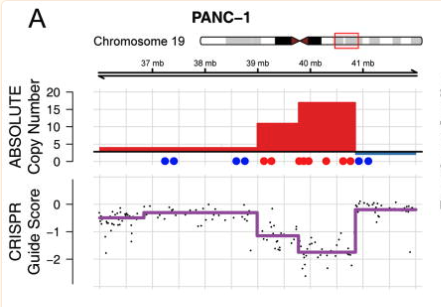 A
PANC-1
Chromosome 19
37 mb 38 mb 39 mb 40 mb 41 mb
ABSOLUTE
Copy Number
20
15
10
5
0
CRISPR
Guide Score
0
-1
-2